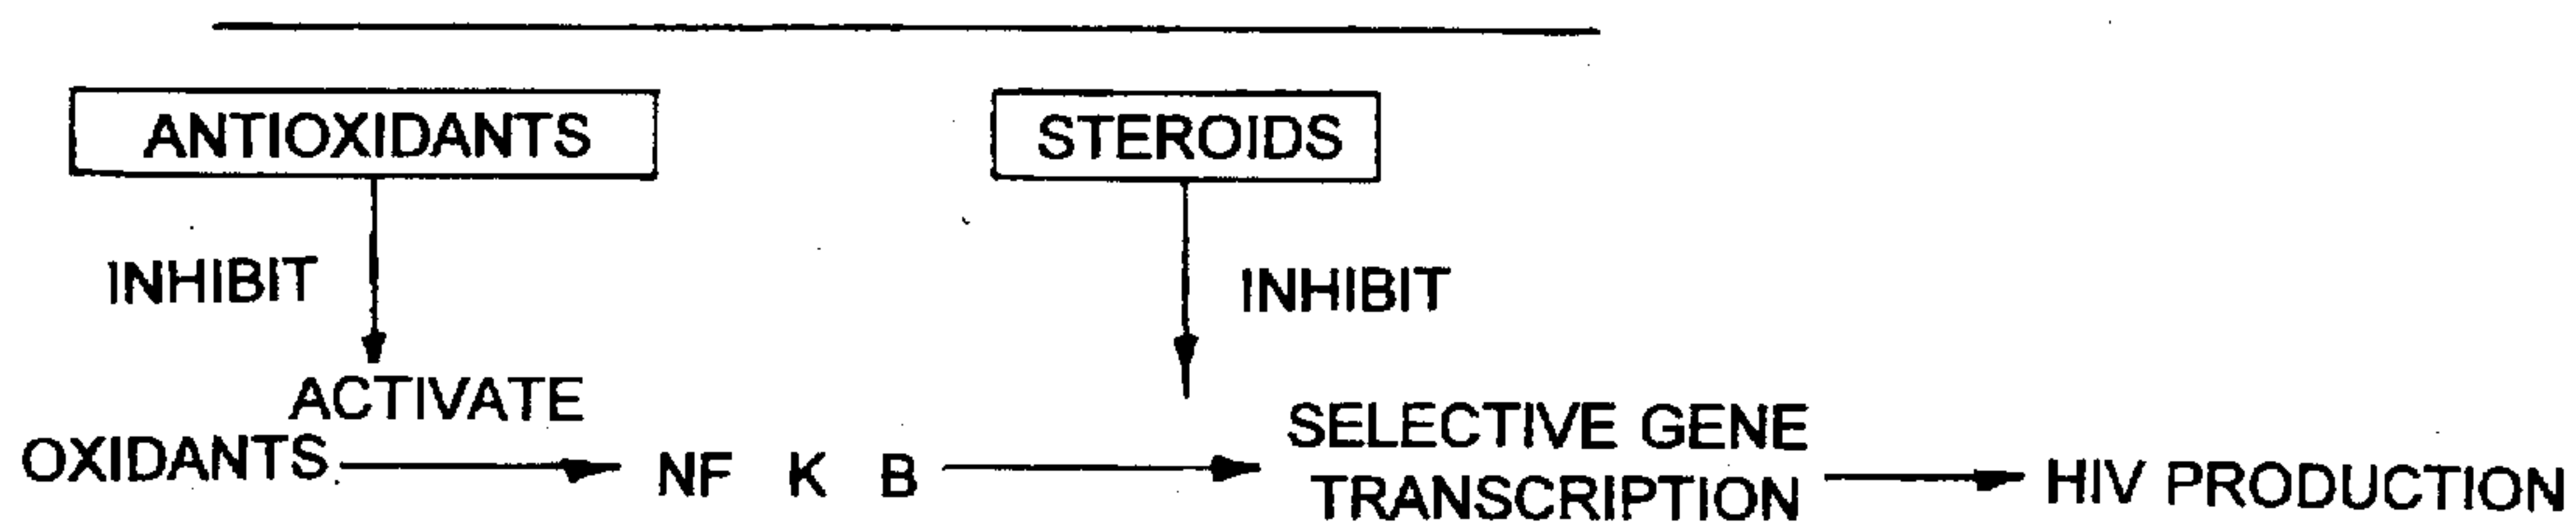 ANTIOXIDANTS
STEROIDS
INHIBIT
INHIBIT
ACTIVATE
OXIDANTS
NF K B
SELECTIVE GENE
TRANSCRIPTION
HIV PRODUCTION